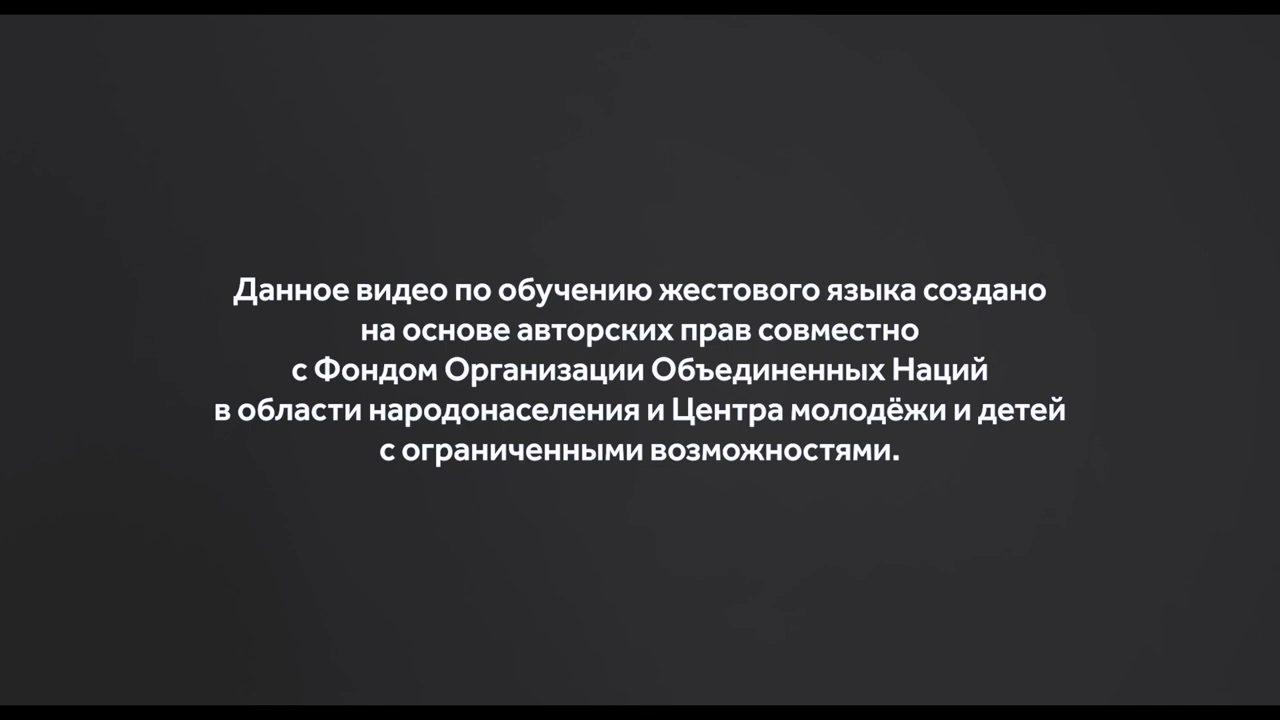 Данное видео по обучению жестового языка создано
на основе авторских прав совместно
с Фондом Организации Объединенных Наций
в области народонаселения и Центра молодёжи и детей
с ограниченными возможностями.